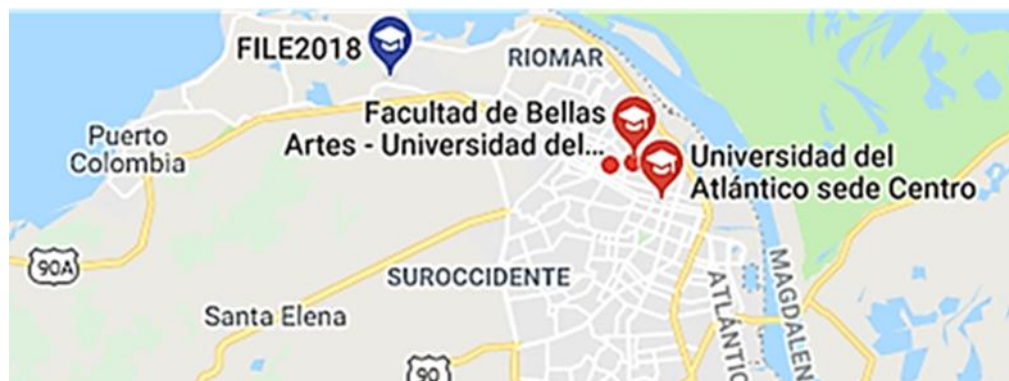 FILE2018
RIOMAR
Facultad de Bellas
Artes - Universidad del...
Universidad del
Atlántico sede Centro
Puerto
Colombia
90A
SUROCCIDENTE
Santa Elena
90
ATLÁNTIC
MAGDALEN